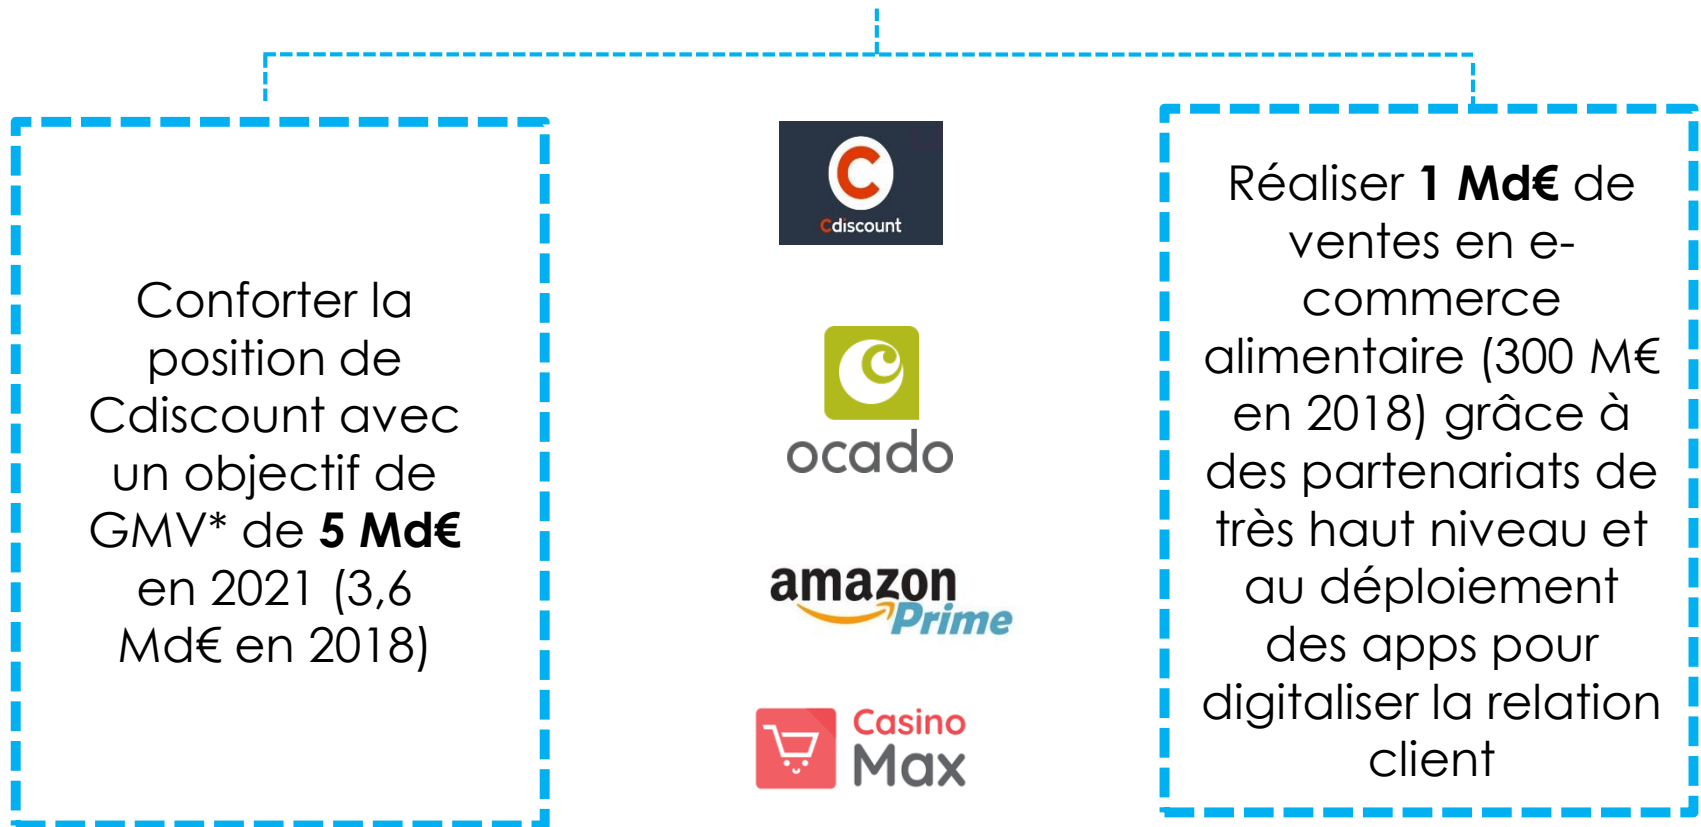 Conforter la
position de
Cdiscount avec
un objectif de
GMV* de 5 Md€
en 2021 (3,6
Md€ en 2018)
C
Cdiscount
ocado
amazon
Prime
Casino
Max
Réaliser 1 Md€ de
ventes en e-
commerce
alimentaire (300 M€
en 2018) grâce à
des partenariats de
très haut niveau et
au déploiement
des apps pour
digitaliser la relation
client